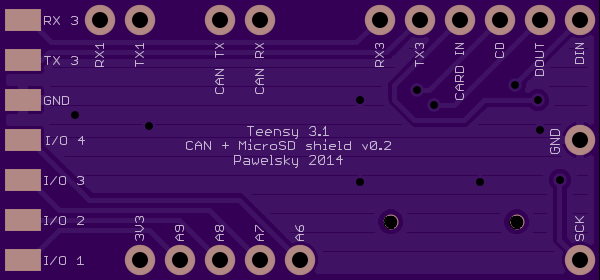 RX 3
TX 3
GND
I/O 4
I/O 3
I/O 2
I/O 1
RX1
TX1
CAN TX
CAN RX
RX3
TX3
CARD IN
CD
DOUT
DIN
Teensy 3.1
CAN + MicroSD shield v0.2
Pawelsky 2014
GND
3V3
A9
A8
A7
A6
SCK